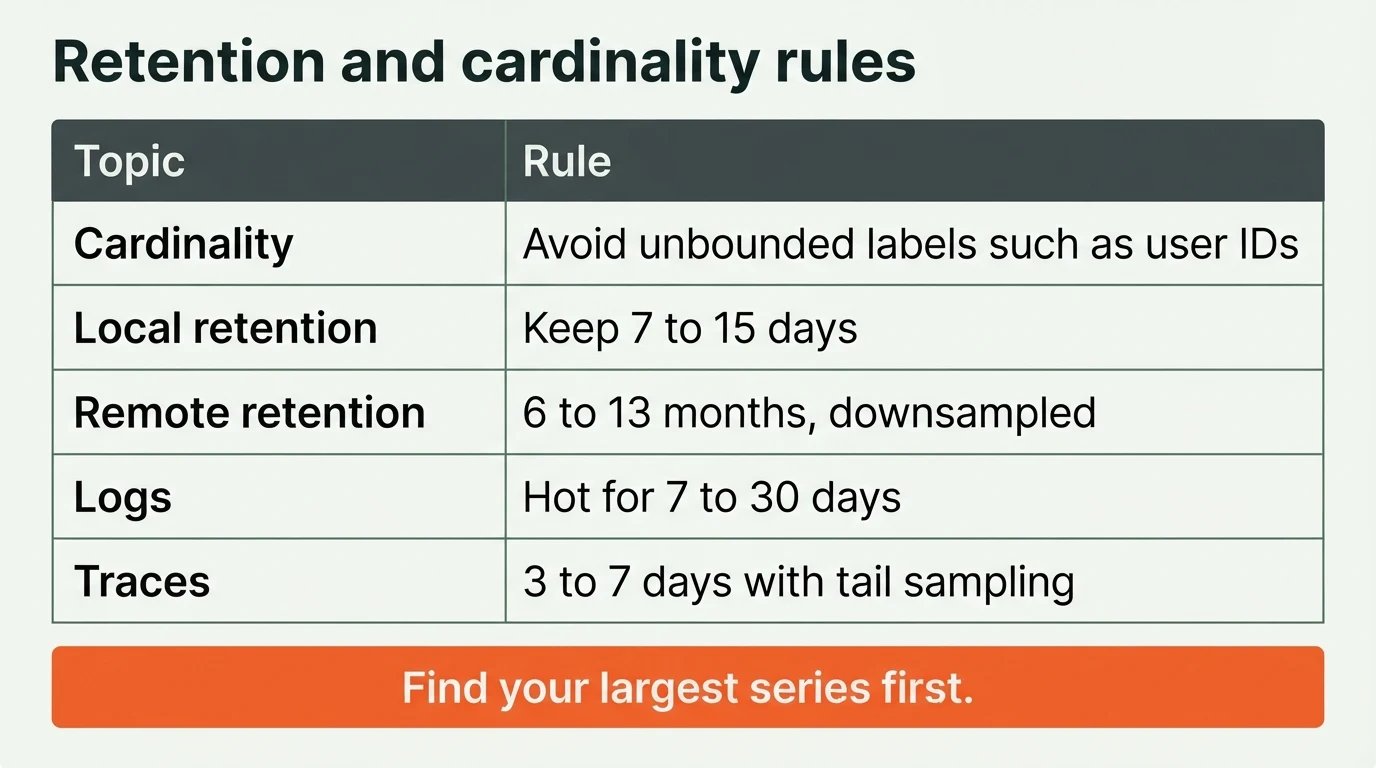 Retention and cardinality rules
Topic Rule
Cardinality Avoid unbounded labels such as user IDs
Local retention Keep 7 to 15 days
Remote retention 6 to 13 months, downsampled
Logs Hot for 7 to 30 days
Traces 3 to 7 days with tail sampling
Find your largest series first.